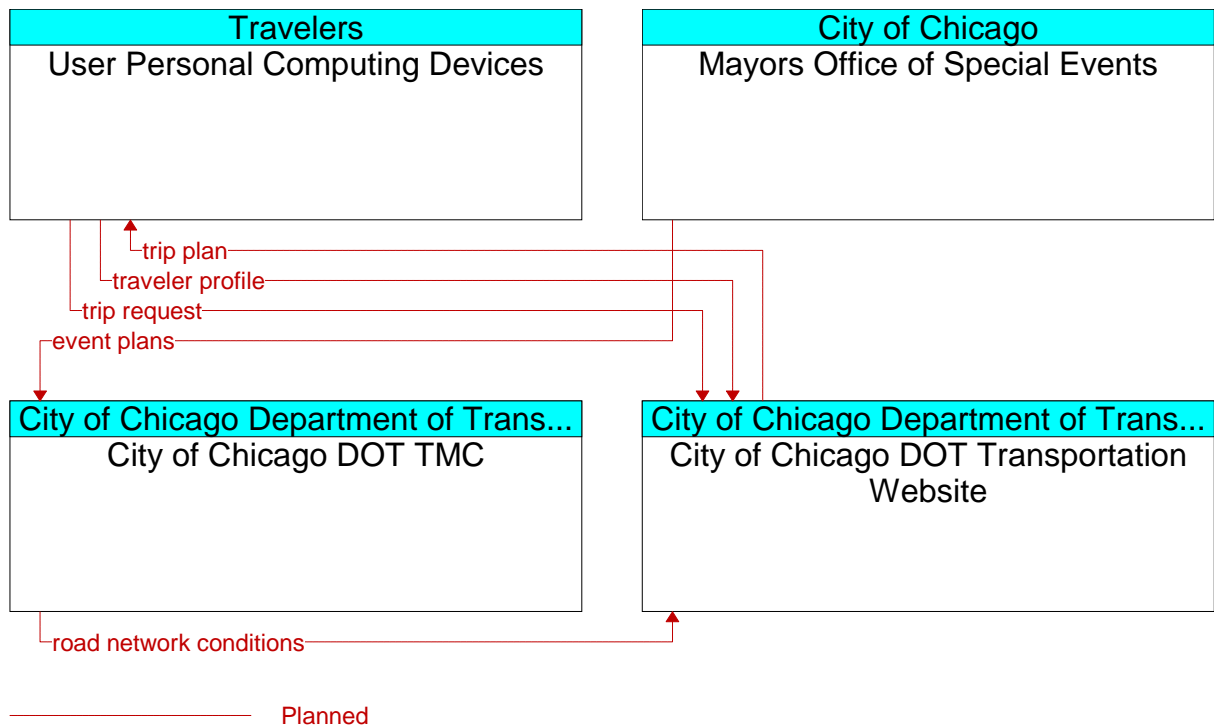 Travelers
User Personal Computing Devices
City of Chicago
Mayors Office of Special Events
trip plan
traveler profile
trip request
event plans
City of Chicago Department of Trans...
City of Chicago DOT TMC
City of Chicago Department of Trans...
City of Chicago DOT Transportation
Website
road network conditions
Planned